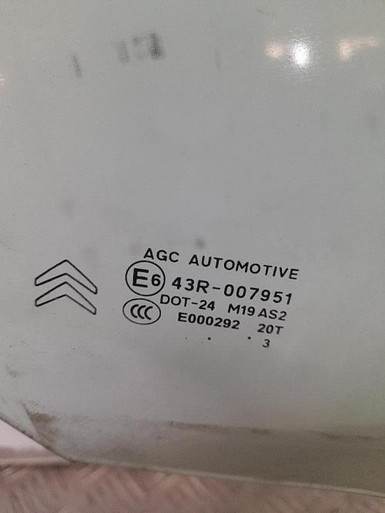 AGC AUTOMOTIVE
E6 43R-007951
CCC DOT-24 M19 AS2
E000292 20T
3